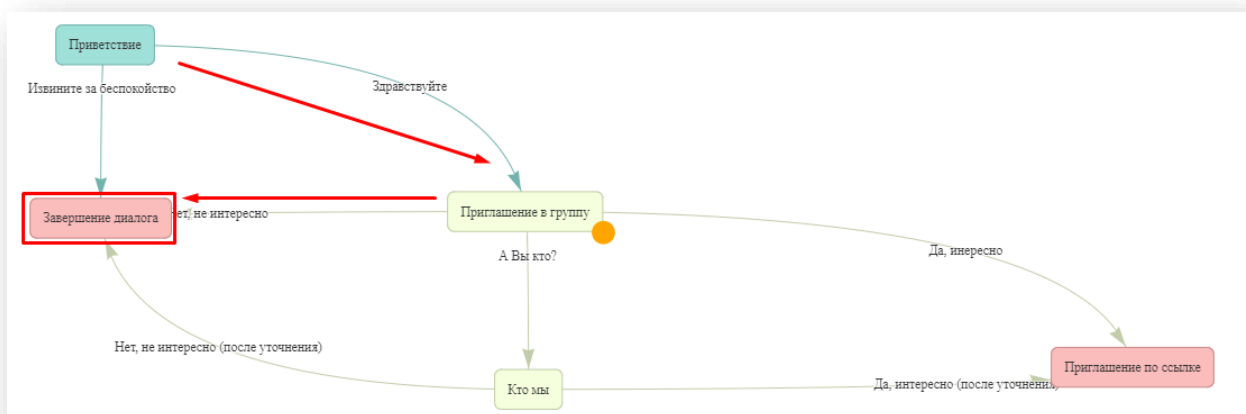 Приветствие
Извините за беспокойство
Здравствуйте
Завершение диалога
нет, не интересно
Приглашение в группу
А Вы кто?
Да, инересно
Нет, не интересно (после уточнения)
Приглашение по ссылке
Кто мы
Да, интересно (после уточнения)